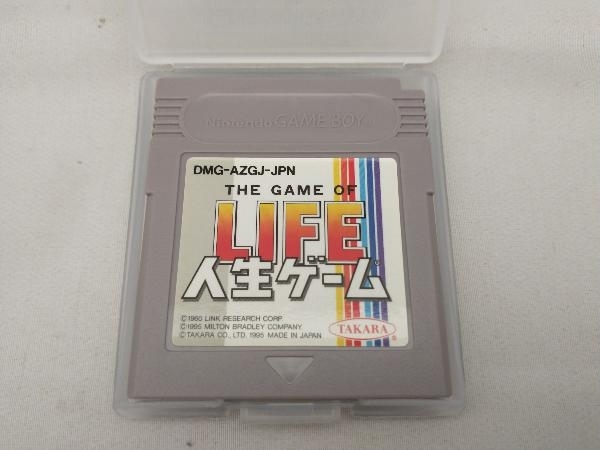 Nintendo GAME BOY
DMG-AZGJ-JPN
THE GAME OF
LIFE
人生ゲーム
©1960 LINK RESEARCH CORP.
©1995 MILTON BRADLEY COMPANY.
©TAKARA CO., LTD. 1995 MADE IN JAPAN
TAKARA®